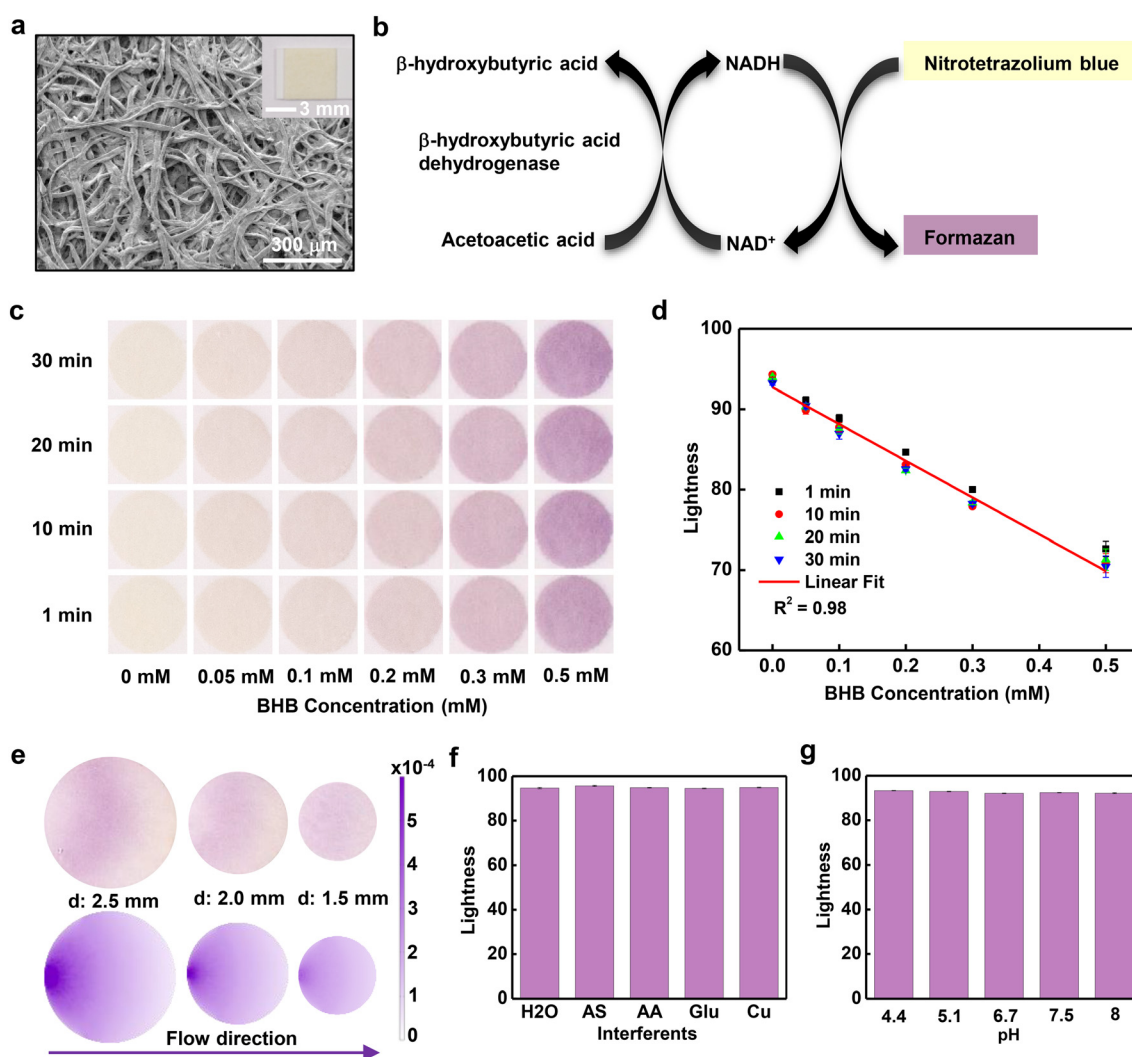 a
3 mm
300 μm
b
β-hydroxybutyric acid
NADH
Nitrotetrazolium blue
β-hydroxybutyric acid
dehydrogenase
Acetoacetic acid
NAD⁺
Formazan
c
30 min
20 min
10 min
1 min
0 mM 0.05 mM 0.1 mM 0.2 mM 0.3 mM 0.5 mM
BHB Concentration (mM)
d
100
90
80
70
60
Lightness
1 min
10 min
20 min
30 min
Linear Fit
R² = 0.98
0.0 0.1 0.2 0.3 0.4 0.5
BHB Concentration (mM)
e
x10⁻⁴
5
4
3
2
1
0
d: 2.5 mm d: 2.0 mm d: 1.5 mm
Flow direction
f
100
80
60
40
20
0
Lightness
H2O AS AA Glu Cu
Interferents
g
100
80
60
40
20
0
Lightness
4.4 5.1 6.7 7.5 8
pH